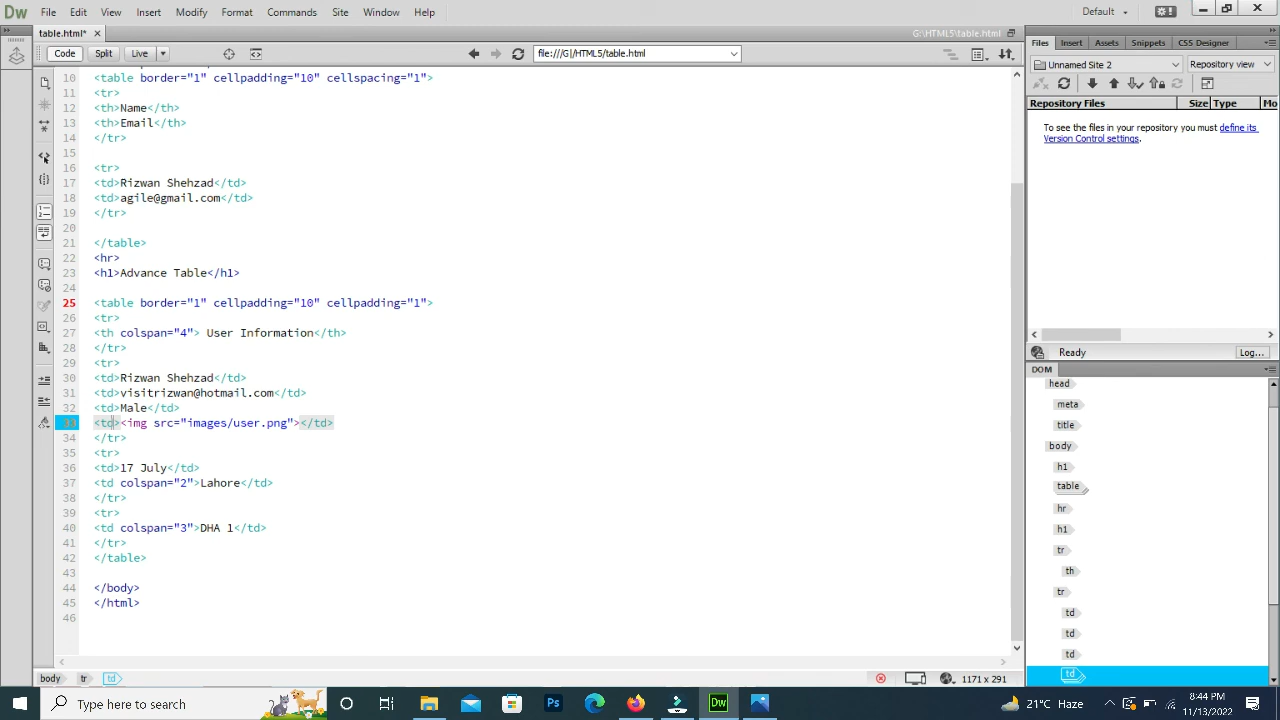 Dw File Edit View Insert Modify Format Commands Site Window Help Default
table.html* G:\HTML5\table.html
Code Split Live file:///G|/HTML5/table.html
10 <table border="1" cellpadding="10" cellspacing="1">
11 <tr>
12 <th>Name</th>
13 <th>Email</th>
14 </tr>
15
16 <tr>
17 <td>Rizwan Shehzad</td>
18 <td>agile@gmail.com</td>
19 </tr>
20
21 </table>
22 <hr>
23 <h1>Advance Table</h1>
24
25 <table border="1" cellpadding="10" cellpadding="1">
26 <tr>
27 <th colspan="4"> User Information</th>
28 </tr>
29 <tr>
30 <td>Rizwan Shehzad</td>
31 <td>visitrizwan@hotmail.com</td>
32 <td>Male</td>
33 <td><img src="images/user.png"></td>
34 </tr>
35 <tr>
36 <td>17 July</td>
37 <td colspan="2">Lahore</td>
38 </tr>
39 <tr>
40 <td colspan="3">DHA 1</td>
41 </tr>
42 </table>
43
44 </body>
45 </html>
46
body tr td 1171 x 291
Files Insert Assets Snippets CSS Designer
Unnamed Site 2 Repository view
Repository Files Size Type Mo
To see the files in your repository you must define its
Version Control settings.
Ready Log...
DOM
head
meta
title
body
h1
table
hr
h1
tr
th
tr
td
td
td
td
Type here to search Ps Dw 21°C Haze 8:44 PM
11/13/2022